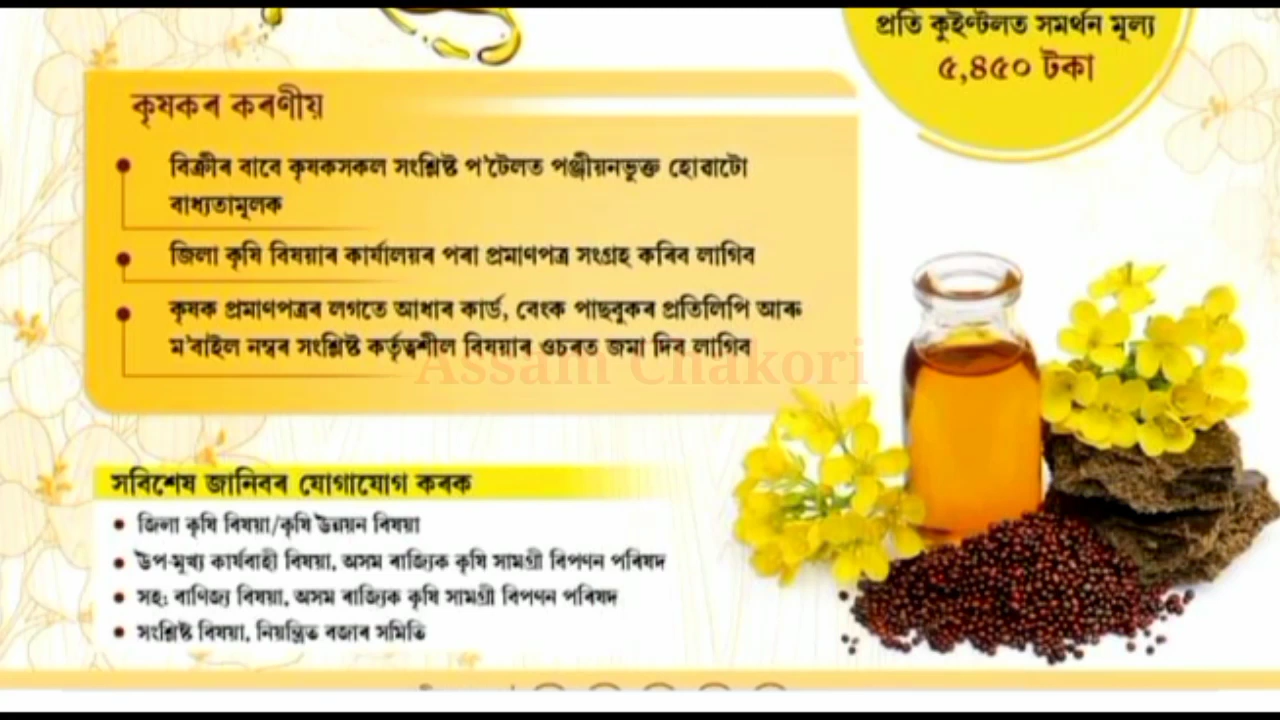 প্ৰতি কুইণ্টলত সমৰ্থন মূল্য
৫,৪৫০ টকা
কৃষকৰ কৰণীয়
বিক্ৰীৰ বাবে কৃষকসকল সংশ্লিষ্ট প'ৰ্টেলত পঞ্জীয়নভুক্ত হোৱাটো
বাধ্যতামূলক
জিলা কৃষি বিষয়াৰ কাৰ্যালয়ৰ পৰা প্ৰমাণপত্ৰ সংগ্ৰহ কৰিব লাগিব
কৃষক প্ৰমাণপত্ৰৰ লগতে আধাৰ কাৰ্ড, বেংক পাছবুকৰ প্ৰতিলিপি আৰু
ম'বাইল নম্বৰ সংশ্লিষ্ট কৰ্তৃত্বশীল বিষয়াৰ ওচৰত জমা দিব লাগিব
Assam Chakori
সবিশেষ জানিবৰ যোগাযোগ কৰক
জিলা কৃষি বিষয়া/কৃষি উন্নয়ন বিষয়া
উপ-মুখ্য কাৰ্যবাহী বিষয়া, অসম ৰাজ্যিক কৃষি সামগ্ৰী বিপণন পৰিষদ
সহ: বাণিজ্য বিষয়া, অসম ৰাজ্যিক কৃষি সামগ্ৰী বিপণন পৰিষদ
সংশ্লিষ্ট বিষয়া, নিয়ন্ত্ৰিত বজাৰ সমিতি